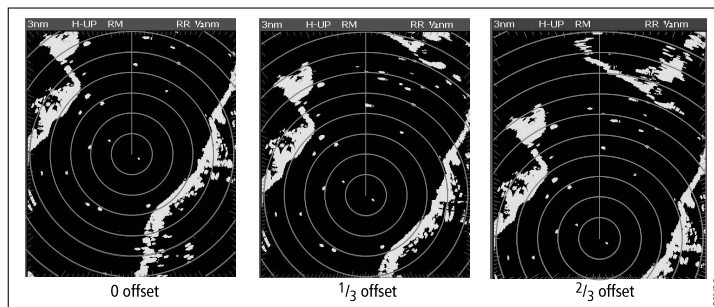 3nm H-UP RM RR ½nm
3nm H-UP RM RR ½nm
3nm H-UP RM RR ½nm
0 offset
1/3 offset
2/3 offset